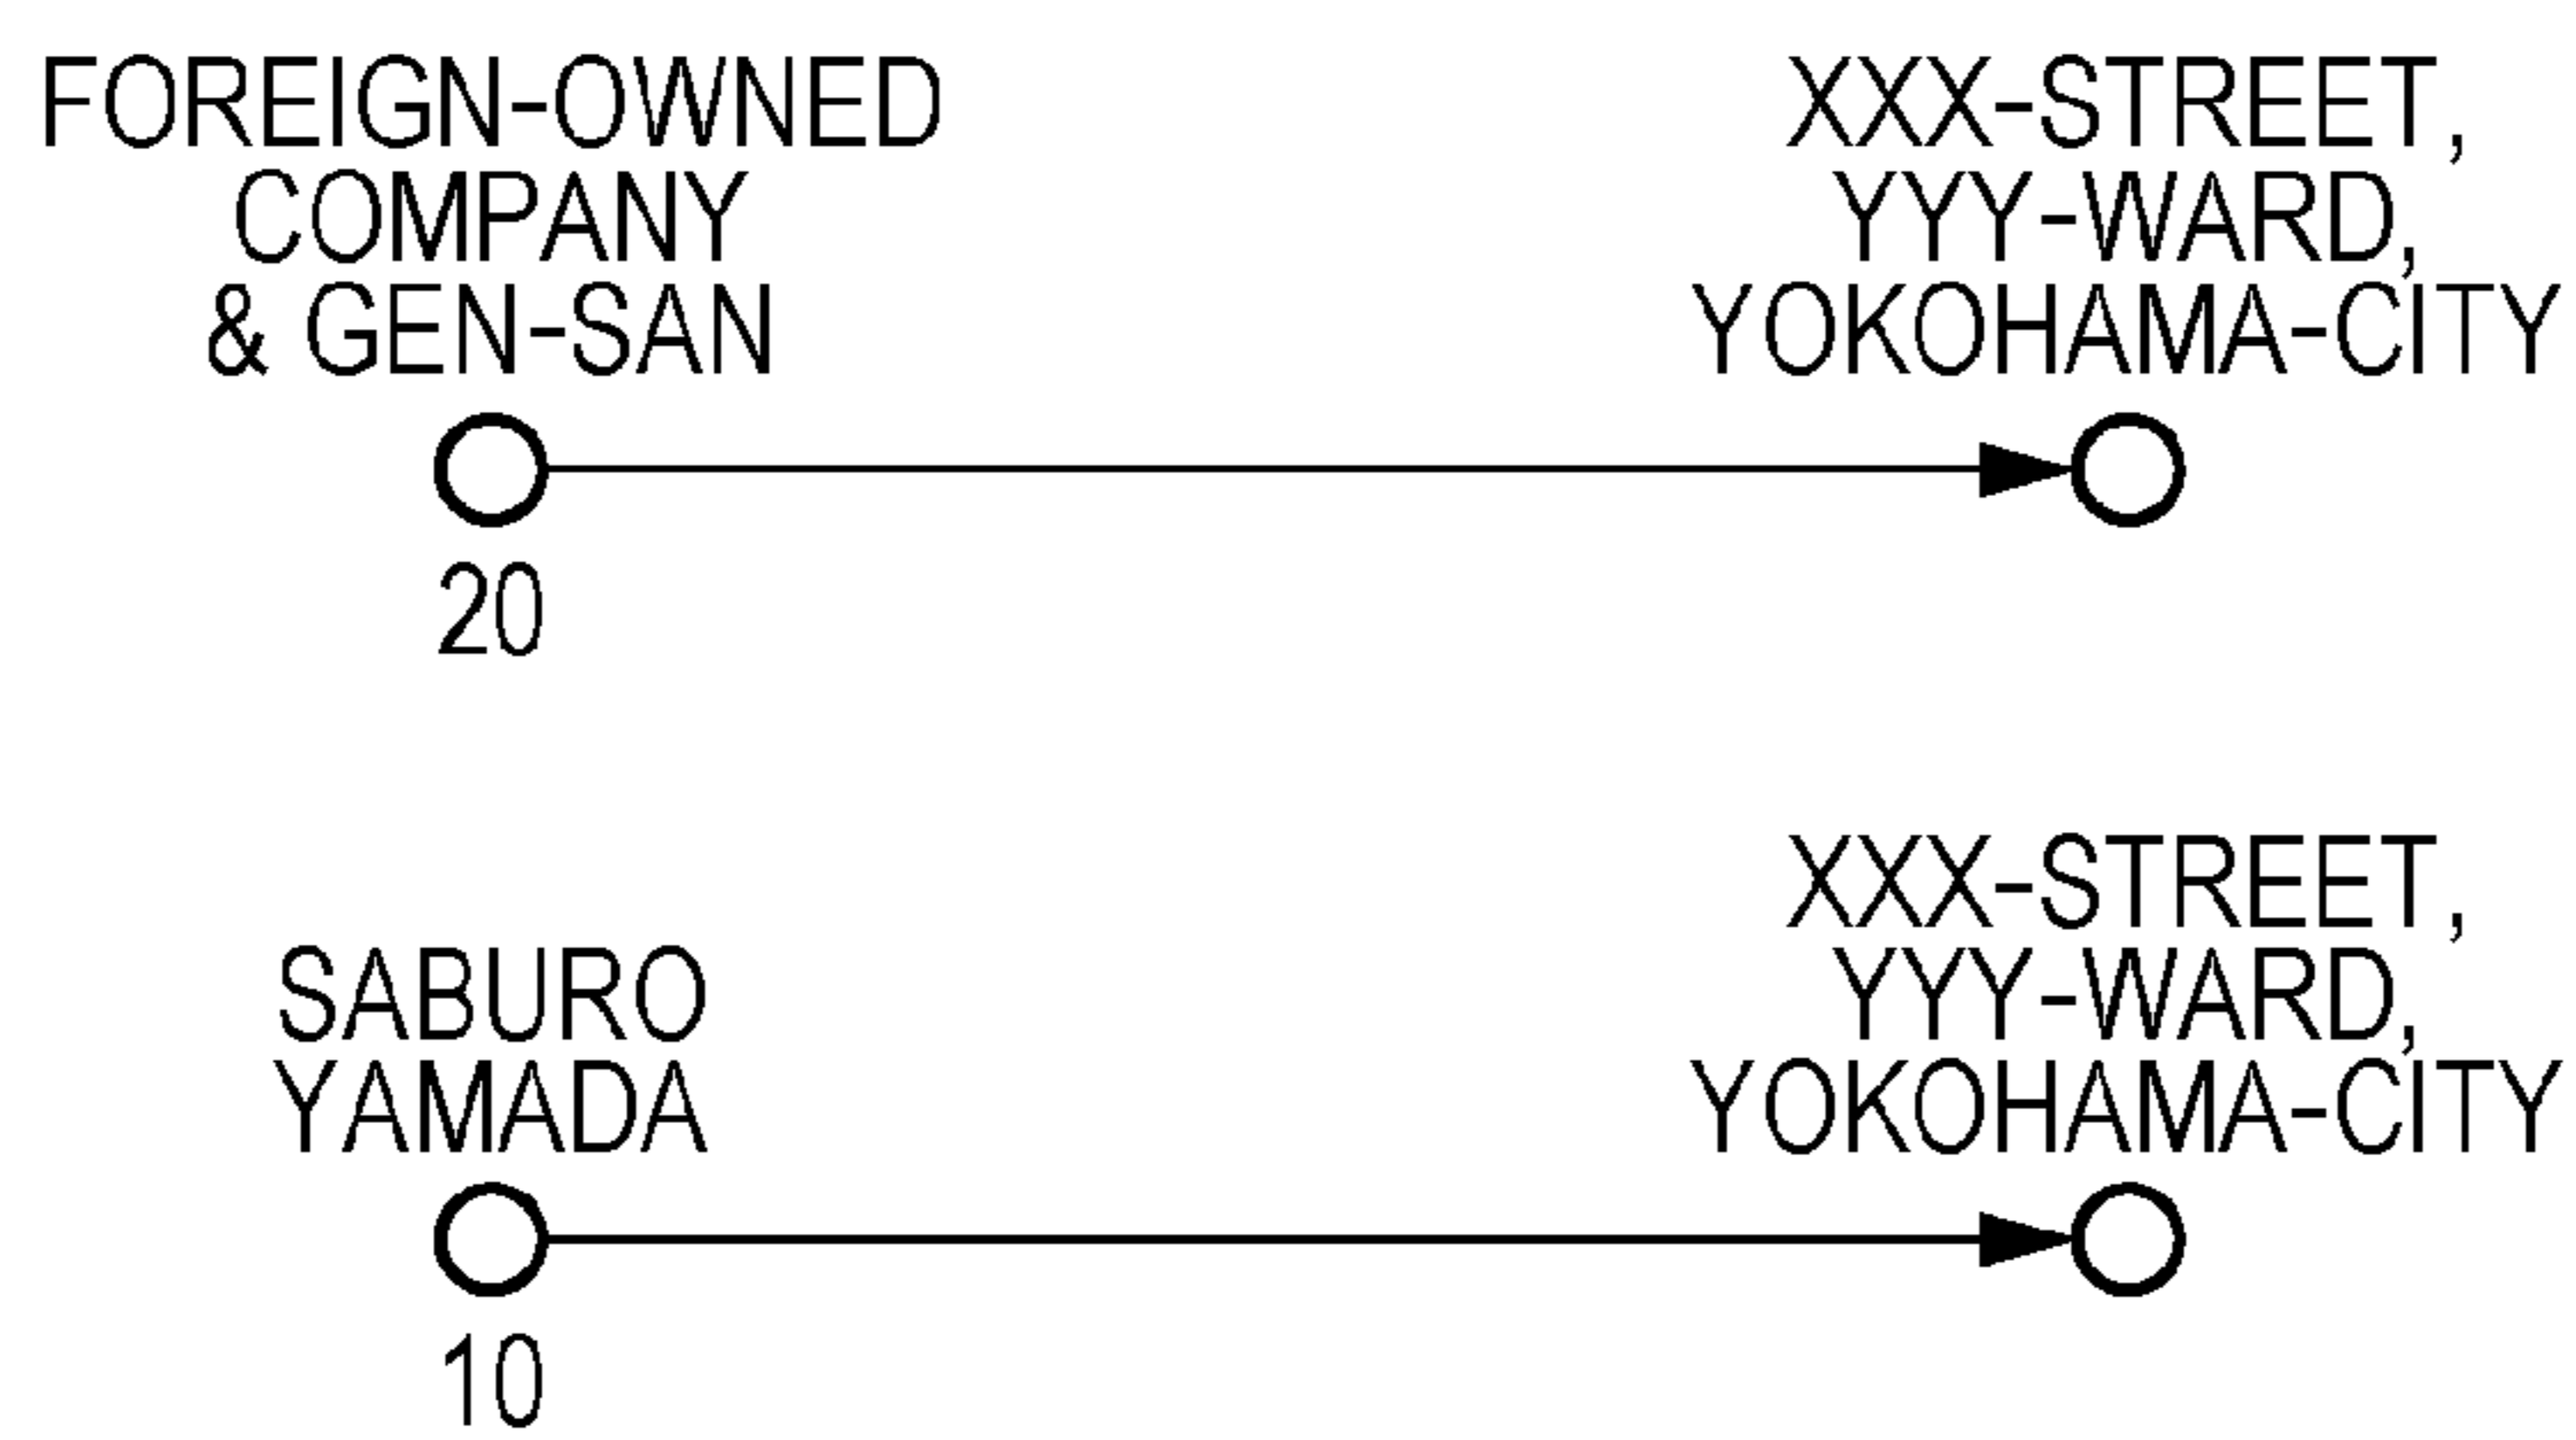 FOREIGN-OWNED
COMPANY
& GEN-SAN
20
XXX-STREET,
YYY-WARD,
YOKOHAMA-CITY
SABURO
YAMADA
10
XXX-STREET,
YYY-WARD,
YOKOHAMA-CITY